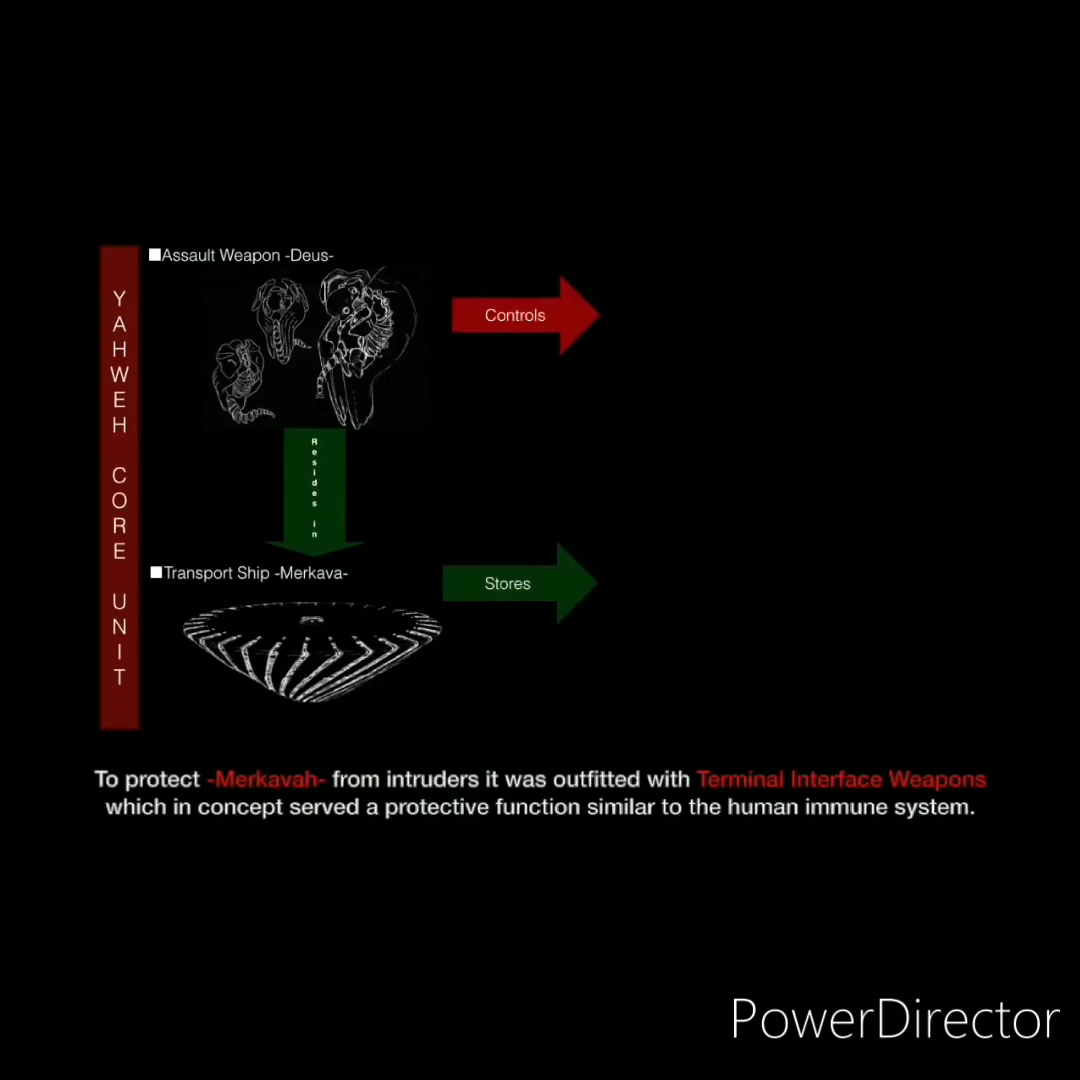 YAHWEH CORE UNIT
■Assault Weapon -Deus-
Controls
Resides in
■Transport Ship -Merkava-
Stores
To protect -Merkavah- from intruders it was outfitted with Terminal Interface Weapons
which in concept served a protective function similar to the human immune system.
PowerDirector